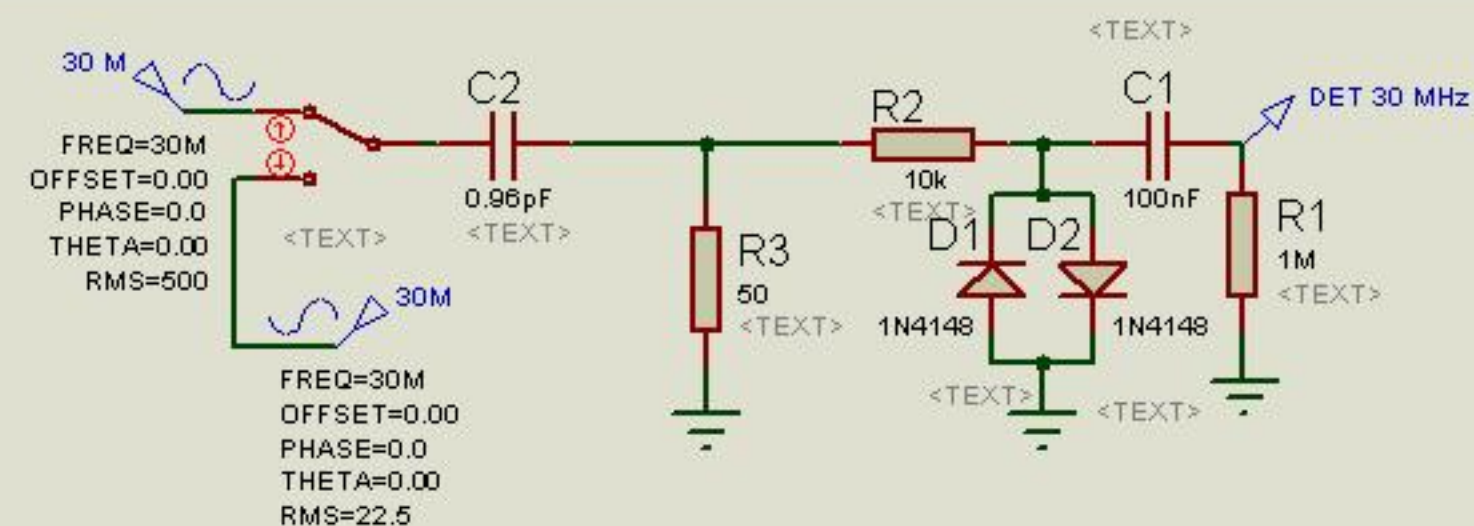 <TEXT>
30 M
FREQ=30M
OFFSET=0.00
PHASE=0.0
THETA=0.00
RMS=500
<TEXT>
30M
FREQ=30M
OFFSET=0.00
PHASE=0.0
THETA=0.00
RMS=22.5
C2
0.96pF
<TEXT>
R3
50
<TEXT>
R2
10k
<TEXT>
D1
1N4148
<TEXT>
D2
1N4148
<TEXT>
C1
100nF
DET 30 MHz
R1
1M
<TEXT>